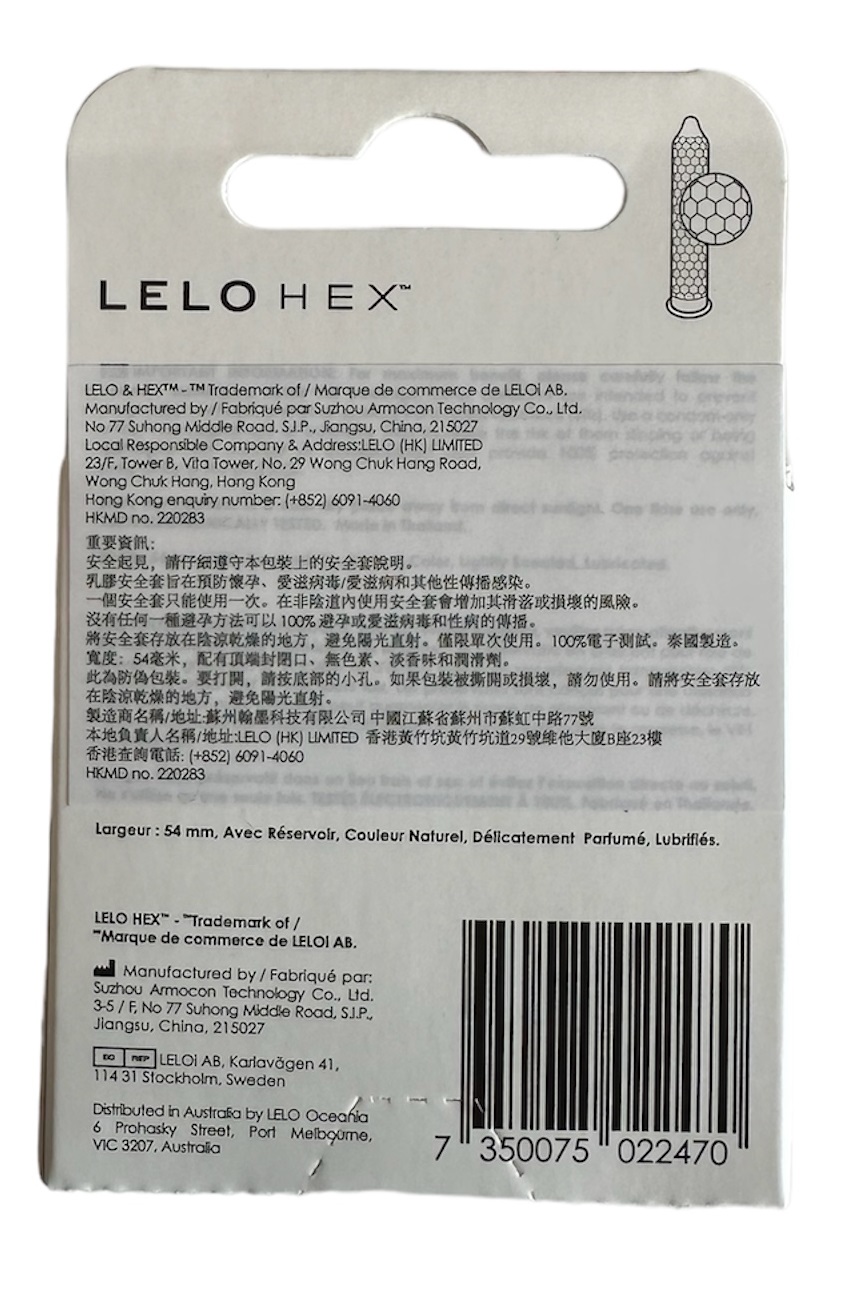 LELO HEX™
LELO & HEX™ - ™ Trademark of / Marque de commerce de LELOi AB.
Manufactured by / Fabriqué par Suzhou Armocon Technology Co., Ltd.
No 77 Suhong Middle Road, S.I.P., Jiangsu, China, 215027
Local Responsible Company & Address:LELO (HK) LIMITED
23/F, Tower B, Vita Tower, No. 29 Wong Chuk Hang Road,
Wong Chuk Hang, Hong Kong
Hong Kong enquiry number: (+852) 6091-4060
HKMD no. 220283
重要資訊:
安全起見，請仔細遵守本包裝上的安全套說明。
乳膠安全套旨在預防懷孕、愛滋病毒/愛滋病和其他性傳播感染。
一個安全套只能使用一次。在非陰道內使用安全套會增加其滑落或損壞的風險。
沒有任何一種避孕方法可以 100% 避孕或愛滋病毒和性病的傳播。
將安全套存放在陰涼乾燥的地方，避免陽光直射。僅限單次使用。100%電子測試。泰國製造。
寬度: 54毫米，配有頂端封閉口、無色素、淡香味和潤滑劑。
此為防偽包裝。要打開，請按底部的小孔。如果包裝被撕開或損壞，請勿使用。請將安全套存放
在陰涼乾燥的地方，避免陽光直射。
製造商名稱/地址:蘇州翰墨科技有限公司 中國江蘇省蘇州市蘇虹中路77號
本地負責人名稱/地址:LELO (HK) LIMITED 香港黃竹坑黃竹坑道29號維他大廈B座23樓
香港查詢電話: (+852) 6091-4060
HKMD no. 220283
Largeur : 54 mm, Avec Réservoir, Couleur Naturel, Délicatement Parfumé, Lubrifiés.
LELO HEX™ - ™Trademark of /
™Marque de commerce de LELOi AB.
Manufactured by / Fabriqué par:
Suzhou Armocon Technology Co., Ltd.
3-5 / F, No 77 Suhong Middle Road, S.I.P.,
Jiangsu, China, 215027
EC REP LELOi AB, Karlavägen 41,
114 31 Stockholm, Sweden
Distributed in Australia by LELO Oceania
6 Prohasky Street, Port Melbourne,
VIC 3207, Australia
7 350075 022470